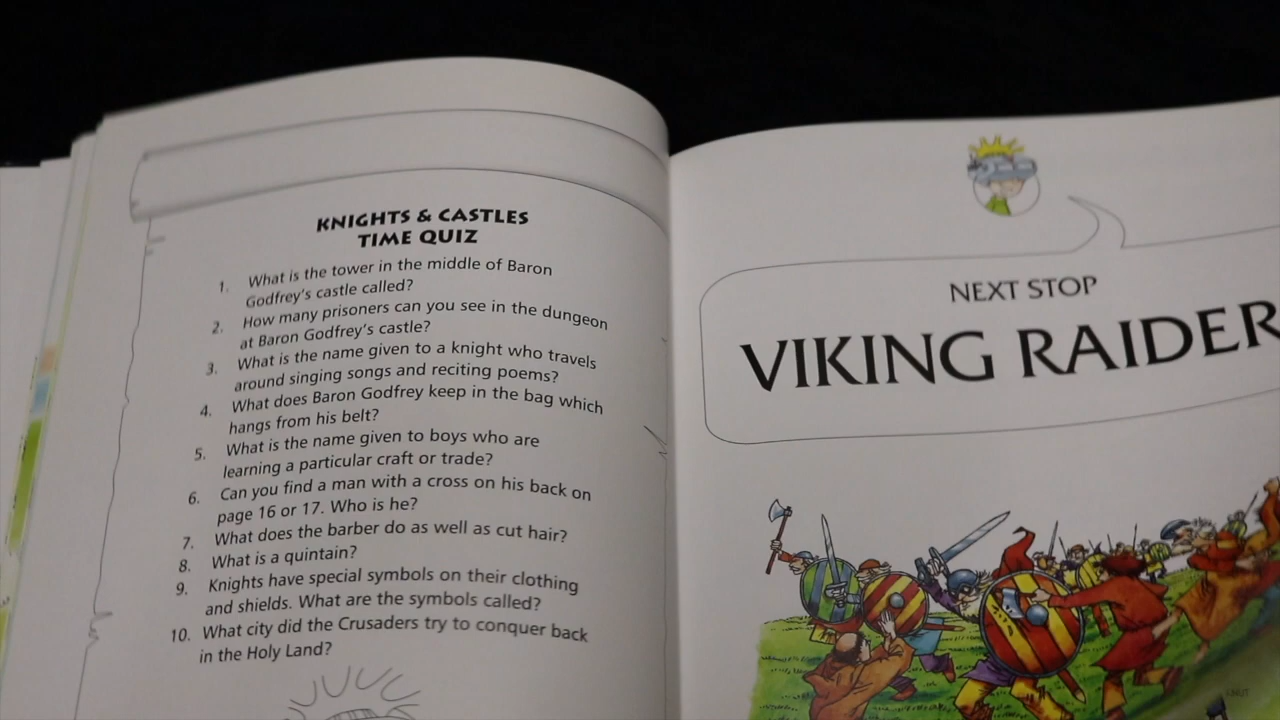 KNIGHTS & CASTLES
TIME QUIZ
1. What is the tower in the middle of Baron
Godfrey's castle called?
2. How many prisoners can you see in the dungeon
at Baron Godfrey's castle?
3. What is the name given to a knight who travels
around singing songs and reciting poems?
4. What does Baron Godfrey keep in the bag which
hangs from his belt?
5. What is the name given to boys who are
learning a particular craft or trade?
6. Can you find a man with a cross on his back on
page 16 or 17. Who is he?
7. What does the barber do as well as cut hair?
8. What is a quintain?
9. Knights have special symbols on their clothing
and shields. What are the symbols called?
10. What city did the Crusaders try to conquer back
in the Holy Land?
NEXT STOP
VIKING RAIDER